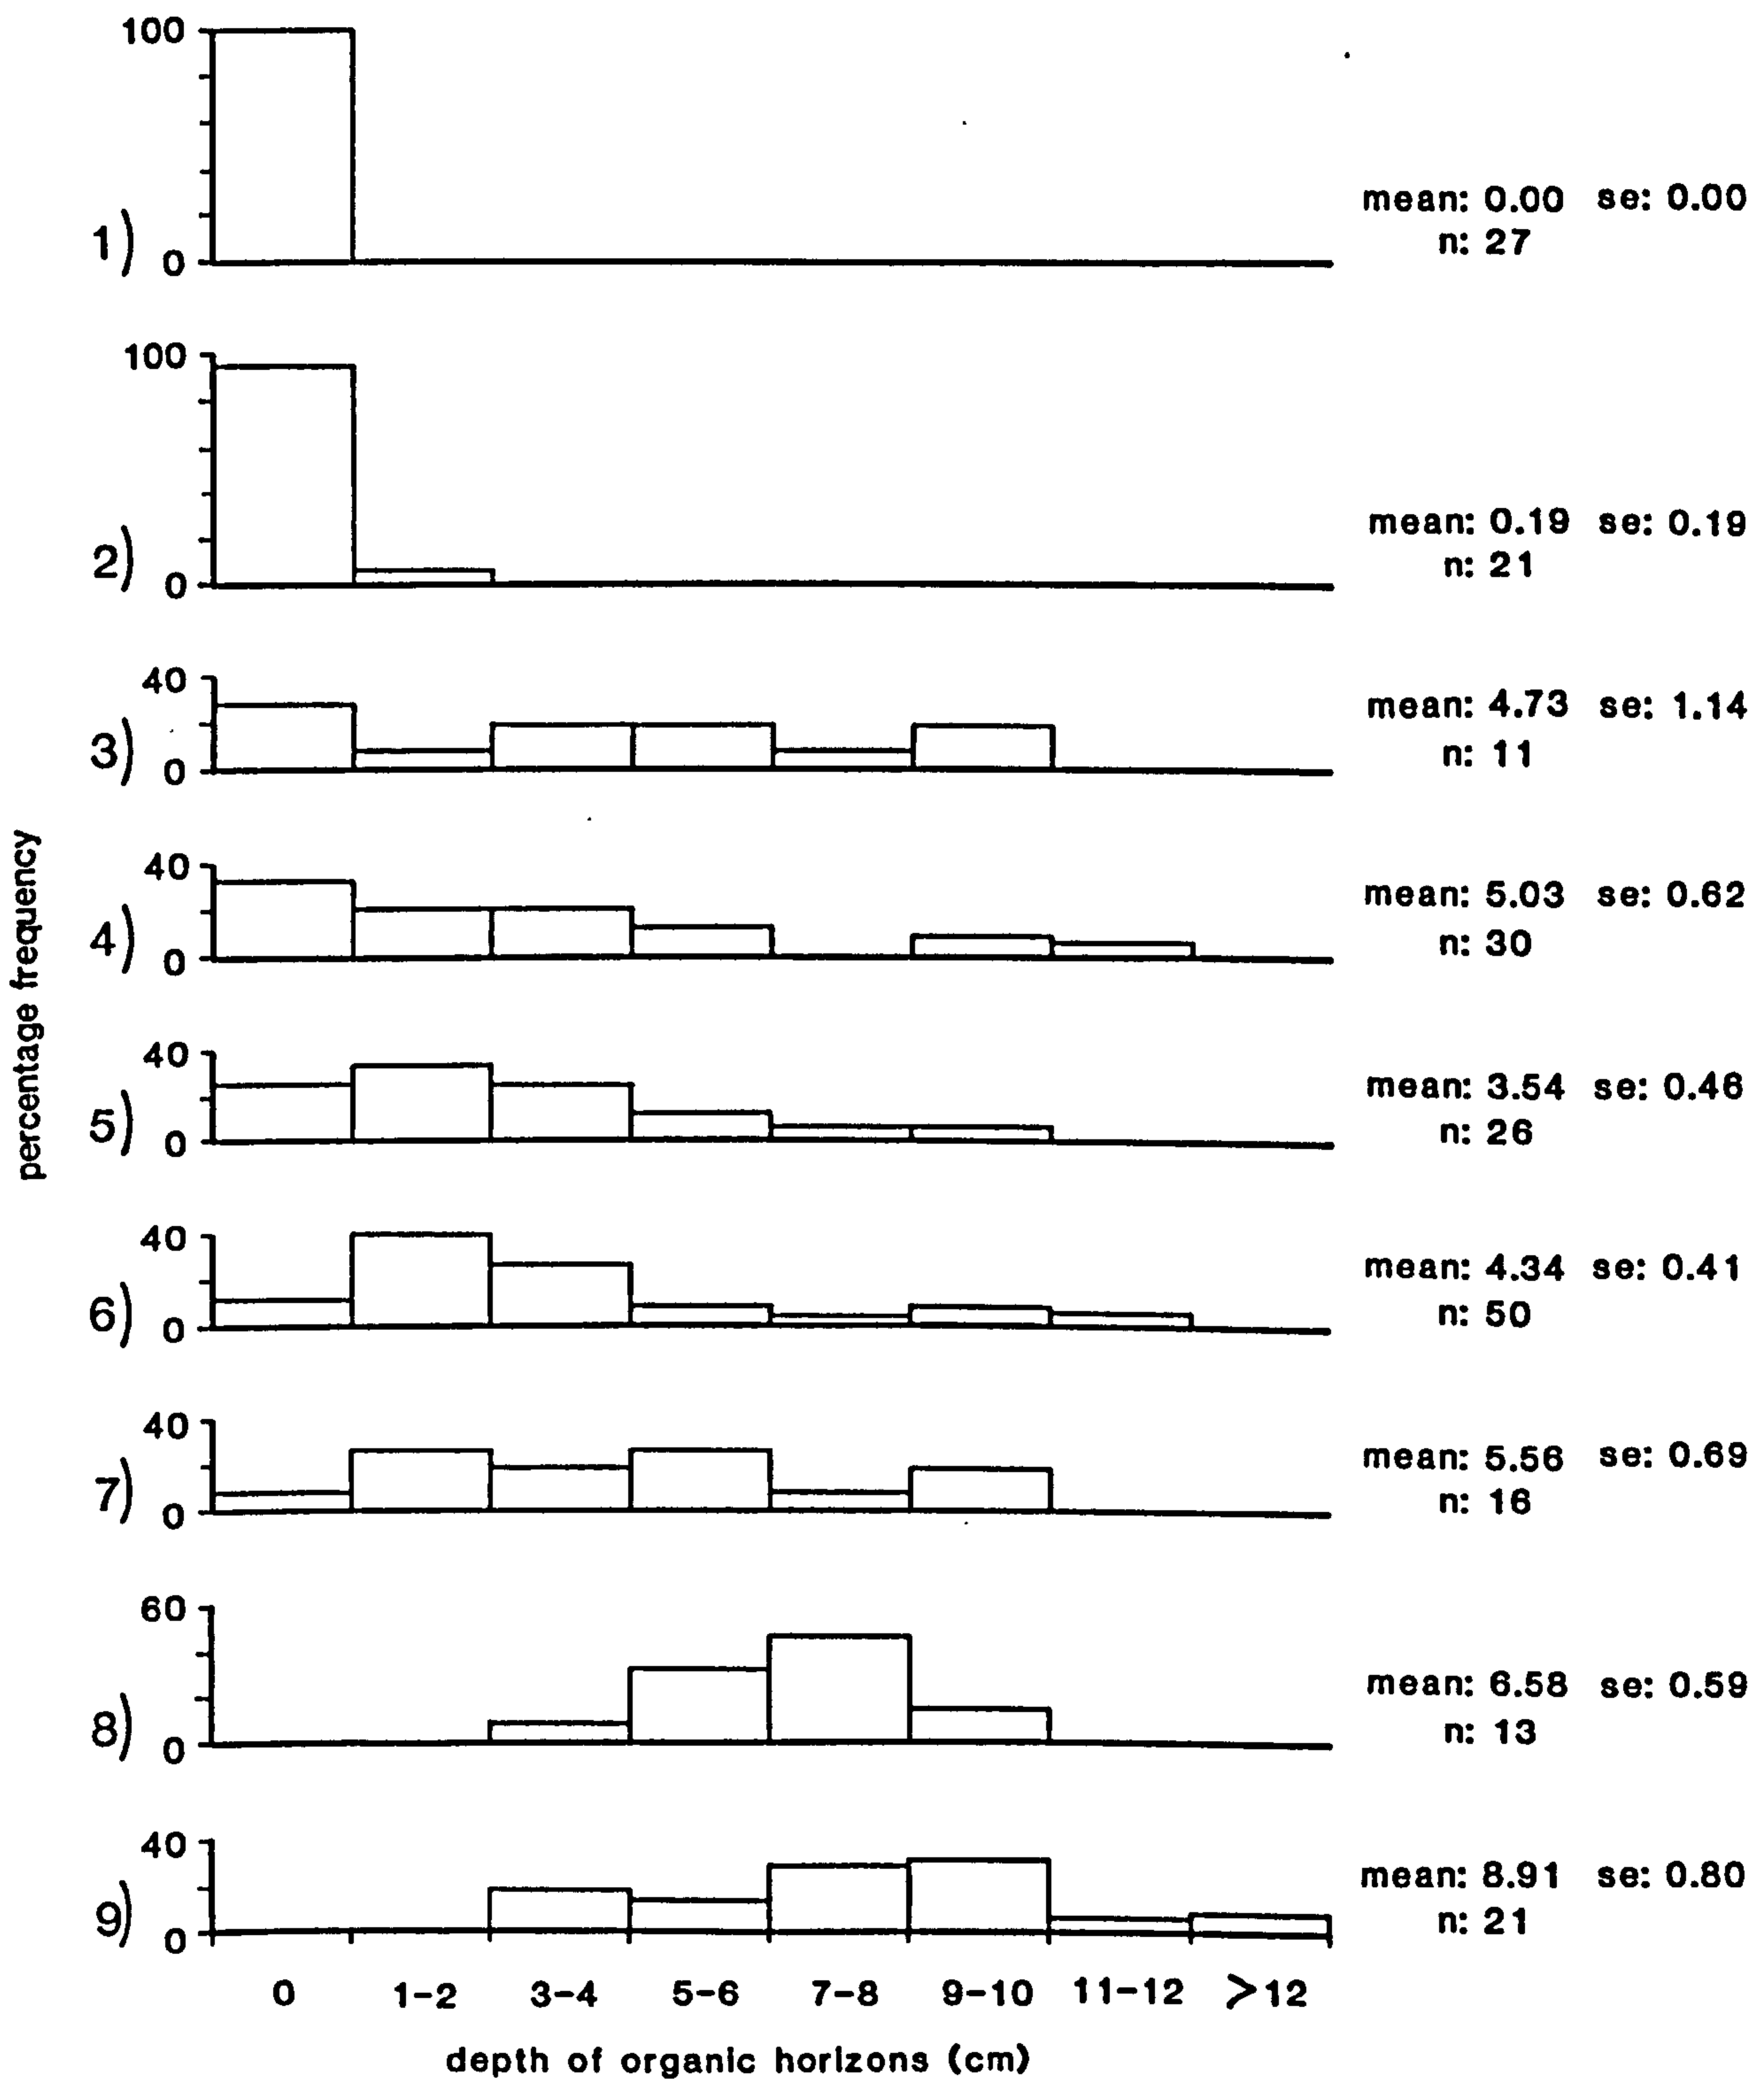 100
1)
0
mean: 0.00 se: 0.00
n: 27
100
2)
0
mean: 0.19 se: 0.19
n: 21
40
3)
0
mean: 4.73 se: 1.14
n: 11
40
4)
0
mean: 5.03 se: 0.62
n: 30
40
5)
0
mean: 3.54 se: 0.46
n: 26
40
6)
0
mean: 4.34 se: 0.41
n: 50
40
7)
0
mean: 5.56 se: 0.69
n: 16
60
8)
0
mean: 6.58 se: 0.59
n: 13
40
9)
0
mean: 8.91 se: 0.80
n: 21
percentage frequency
0 1-2 3-4 5-6 7-8 9-10 11-12 >12
depth of organic horizons (cm)